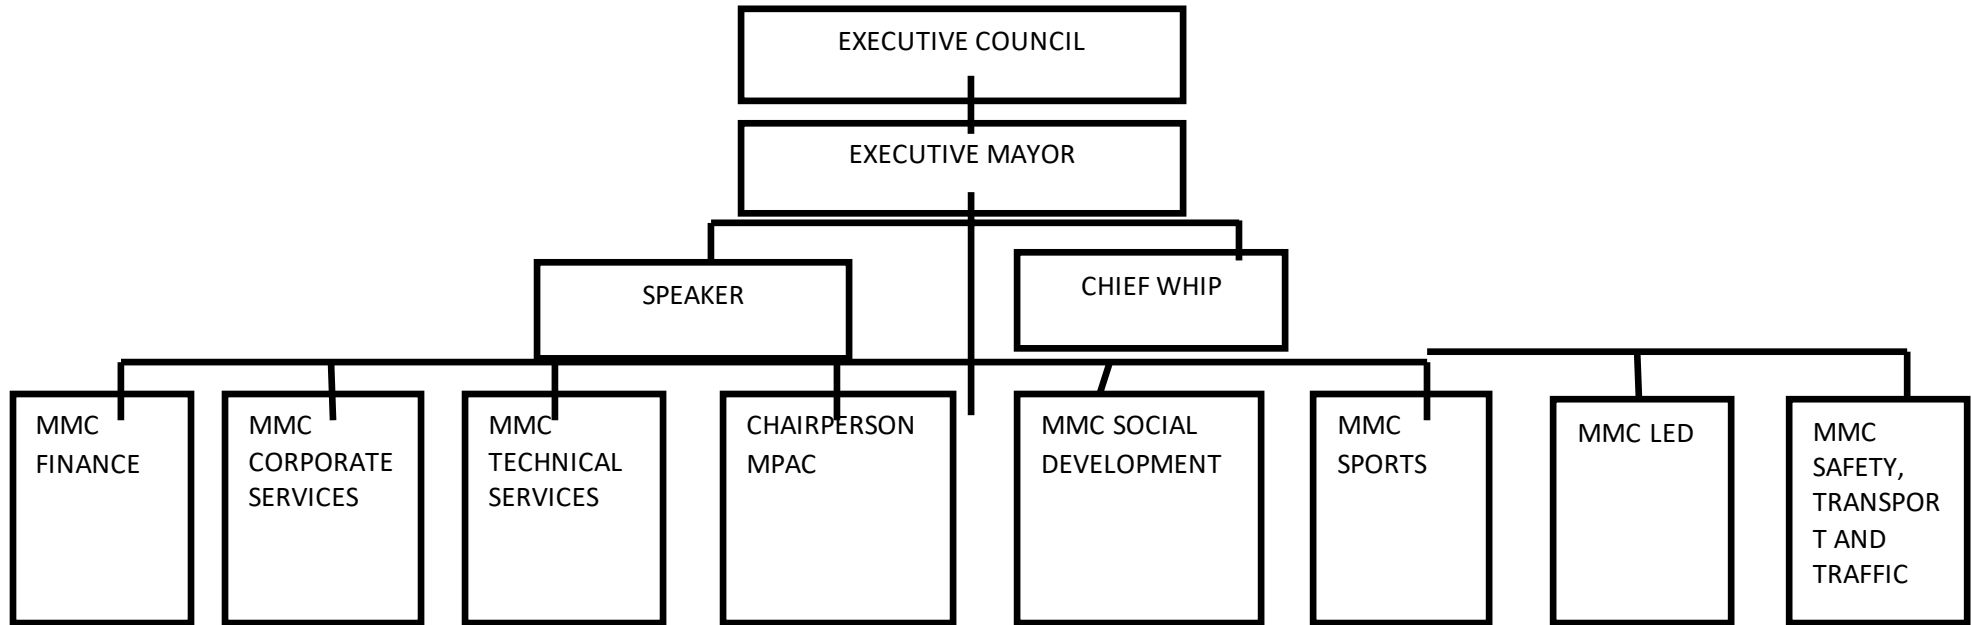 EXECUTIVE COUNCIL
EXECUTIVE MAYOR
SPEAKER
CHIEF WHIP
MMC
FINANCE
MMC
CORPORATE
SERVICES
MMC
TECHNICAL
SERVICES
CHAIRPERSON
MPAC
MMC SOCIAL
DEVELOPMENT
MMC
SPORTS
MMC LED
MMC
SAFETY,
TRANSPOR
T AND
TRAFFIC